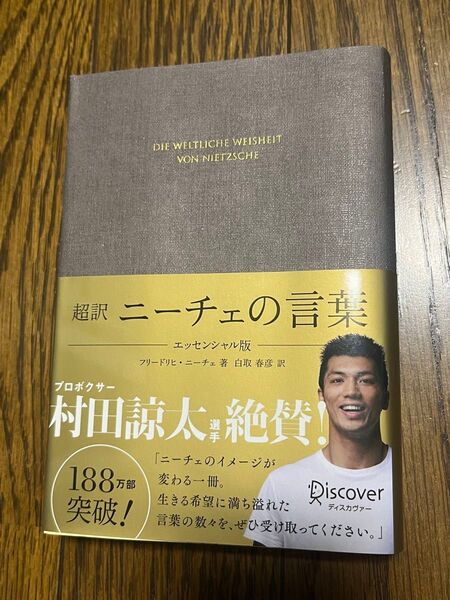 DIE WELTLICHE WEISHEIT
VON NIETZSCHE
超訳 ニーチェの言葉
エッセンシャル版
フリードリヒ・ニーチェ 著 白取 春彦 訳
プロボクサー
村田諒太選手絶賛!
188万部
突破!
「ニーチェのイメージが
変わる一冊。
生きる希望に満ち溢れた
言葉の数々を、ぜひ受け取ってください。」
Discover
ディスカヴァー